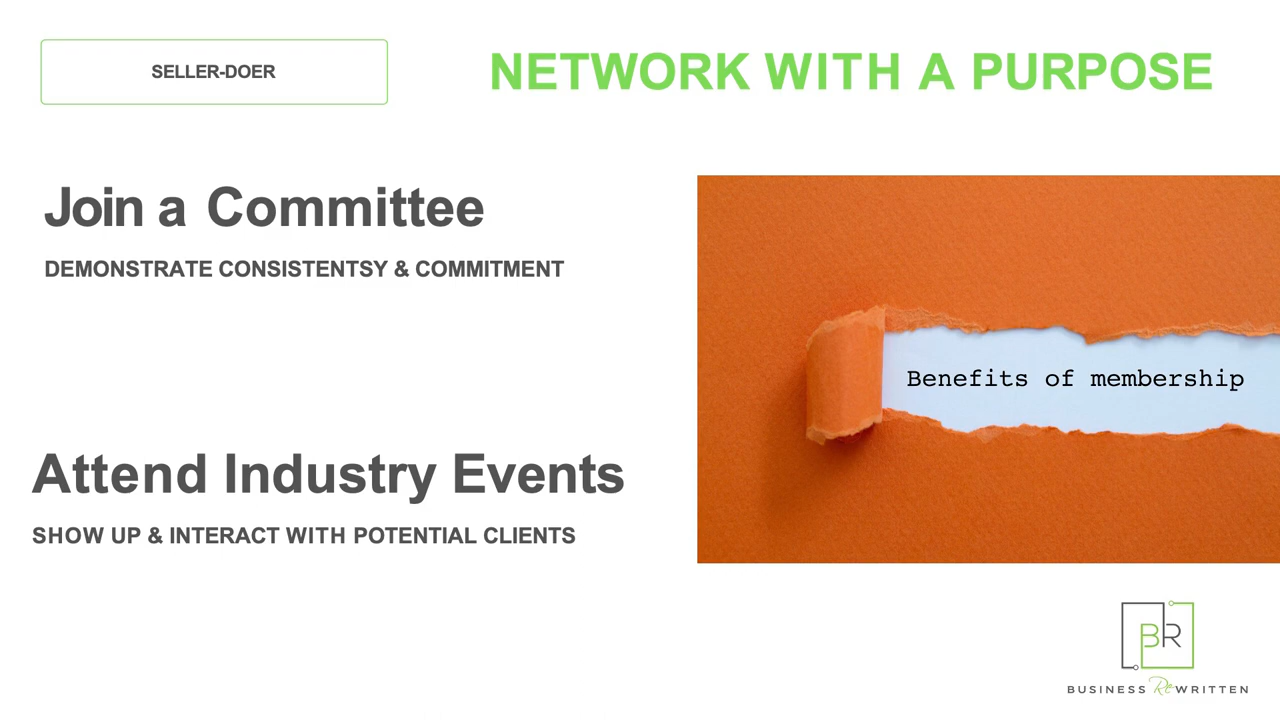 SELLER-DOER
NETWORK WITH A PURPOSE
Join a Committee
DEMONSTRATE CONSISTENTSY & COMMITMENT
Benefits of membership
Attend Industry Events
SHOW UP & INTERACT WITH POTENTIAL CLIENTS
BR
BUSINESS ReWRITTEN